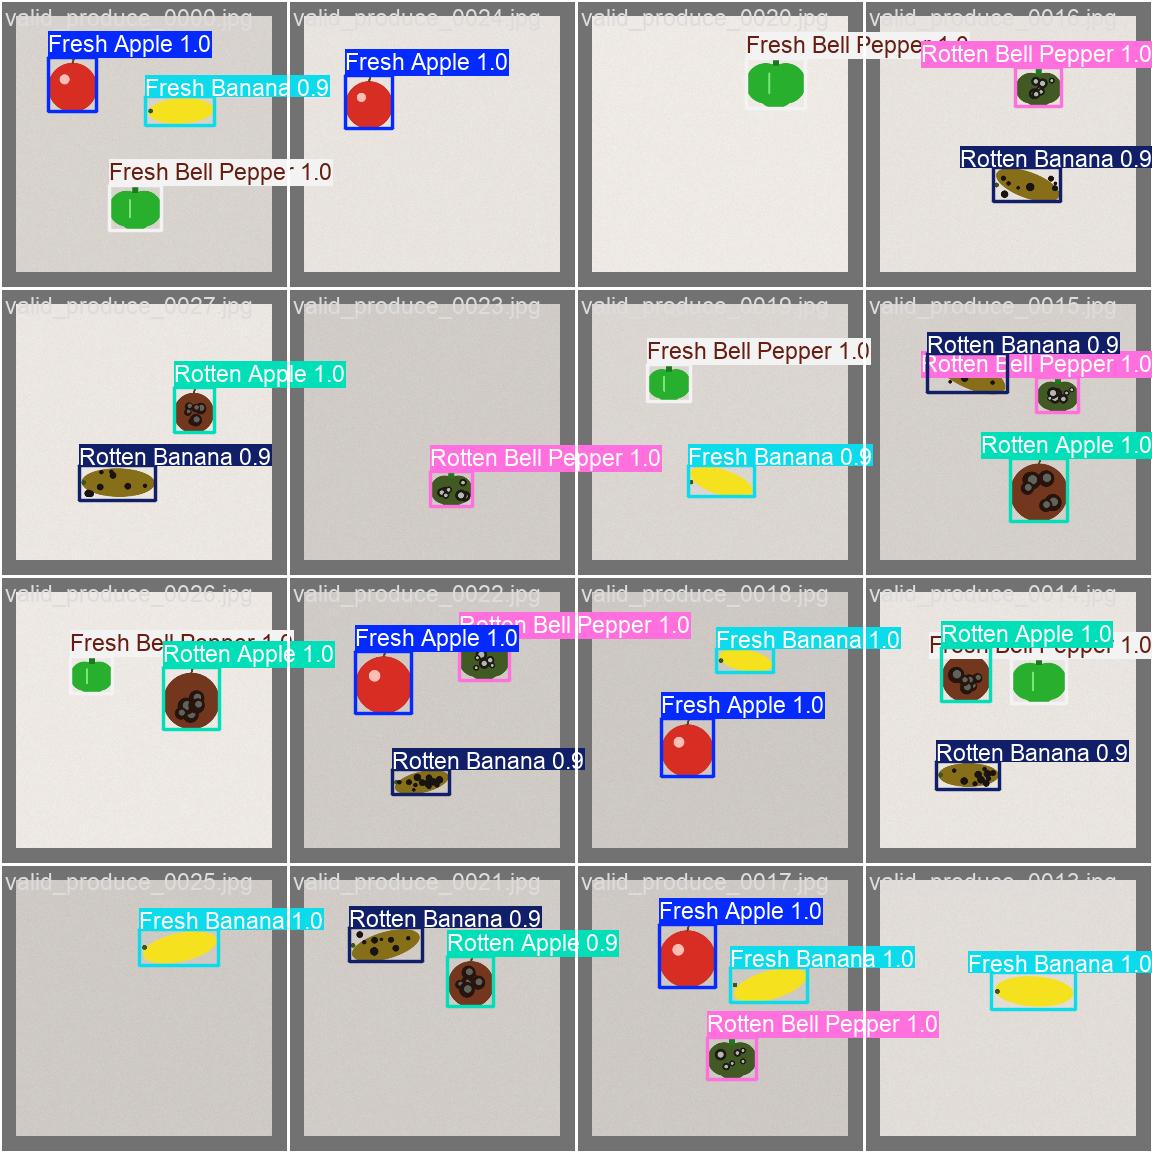 valid_produce_0000.jpg
Fresh Apple 1.0
Fresh Banana 0.9
Fresh Bell Pepper 1.0
valid_produce_0024.jpg
Fresh Apple 1.0
valid_produce_0020.jpg
Fresh Bell Pepper 1.0
valid_produce_0016.jpg
Rotten Bell Pepper 1.0
Rotten Banana 0.9
valid_produce_0027.jpg
Rotten Apple 1.0
Rotten Banana 0.9
valid_produce_0023.jpg
Rotten Bell Pepper 1.0
valid_produce_0019.jpg
Fresh Bell Pepper 1.0
Fresh Banana 0.9
valid_produce_0015.jpg
Rotten Banana 0.9
Rotten Bell Pepper 1.0
Rotten Apple 1.0
valid_produce_0026.jpg
Fresh Bell Pepper 1.0
Rotten Apple 1.0
valid_produce_0022.jpg
Rotten Bell Pepper 1.0
Fresh Apple 1.0
Rotten Banana 0.9
valid_produce_0018.jpg
Fresh Banana 1.0
Fresh Apple 1.0
valid_produce_0014.jpg
Rotten Apple 1.0
Fresh Bell Pepper 1.0
Rotten Banana 0.9
valid_produce_0025.jpg
Fresh Banana 1.0
valid_produce_0021.jpg
Rotten Banana 0.9
Rotten Apple 0.9
valid_produce_0017.jpg
Fresh Apple 1.0
Fresh Banana 1.0
Rotten Bell Pepper 1.0
valid_produce_0013.jpg
Fresh Banana 1.0